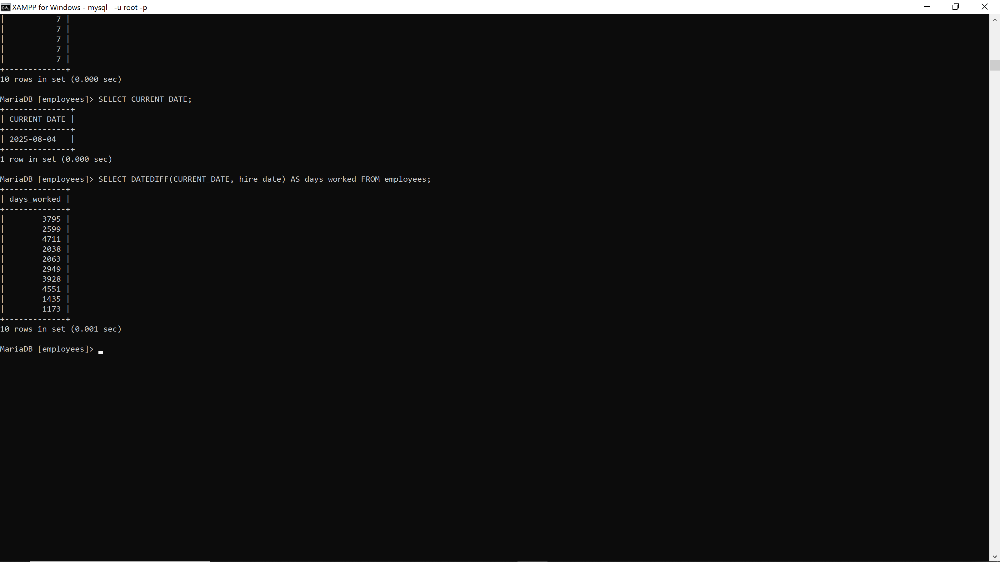 XAMPP for Windows - mysql  -u root -p
|           7 |
|           7 |
|           7 |
|           7 |
|           7 |
+-------------+
10 rows in set (0.000 sec)
MariaDB [employees]> SELECT CURRENT_DATE;
+--------------+
| CURRENT_DATE |
+--------------+
| 2025-08-04   |
+--------------+
1 row in set (0.000 sec)
MariaDB [employees]> SELECT DATEDIFF(CURRENT_DATE, hire_date) AS days_worked FROM employees;
+-------------+
| days_worked |
+-------------+
|        3795 |
|        2599 |
|        4711 |
|        2038 |
|        2063 |
|        2949 |
|        3928 |
|        4551 |
|        1435 |
|        1173 |
+-------------+
10 rows in set (0.001 sec)
MariaDB [employees]> _